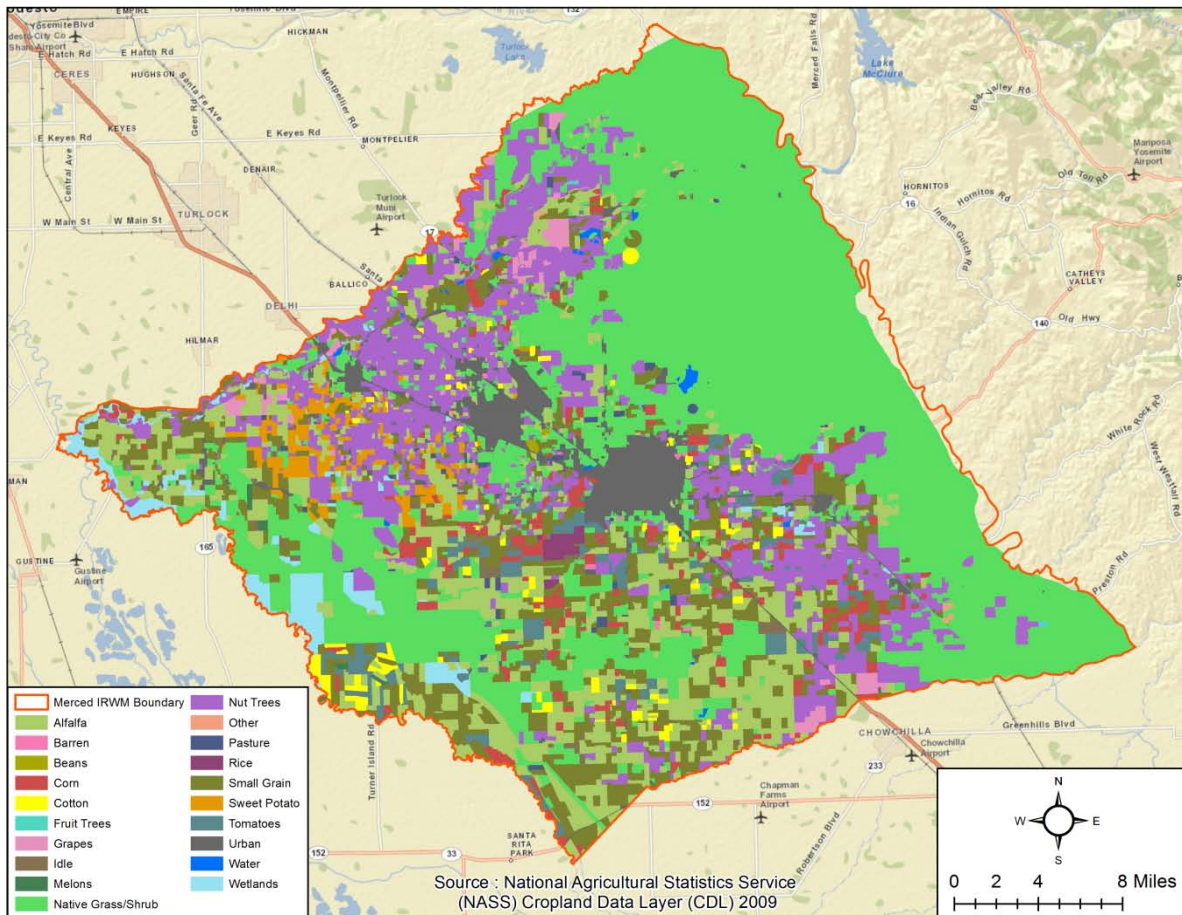 EMPIRE
132
Yosemite Blvd
HICKMAN
desto-City Co
Sham Airport
E Hatch Rd
E Hatch Rd
CERES
HUGHSON
Santa Fe Ave
Geer Rd
Montpellier Rd
Turlock
Lake
Merced Falls Rd
Lake
McClure
Bear Valley Rd
KEYES
E Keyes Rd
E Keyes Rd
MONTPELIER
Central Ave
DENAIR
Mariposa
Yosemite
Airport
Old Toll Rd
HORNITOS
Hornitos Rd
16
W Main St
W Main St
TURLOCK
Turlock
Muni
Airport
17
Indian Gulch Rd
Santa
BALLICO
CATHEYS
VALLEY
DELHI
Old Hwy
140
HILMAR
White Rock Rd
West Westfall Rd
MAN
165
GUSTINE
Gustine
Airport
Preston Rd
Merced IRWM Boundary
Alfalfa
Barren
Beans
Corn
Cotton
Fruit Trees
Grapes
Idle
Melons
Native Grass/Shrub
Nut Trees
Other
Pasture
Rice
Small Grain
Sweet Potato
Tomatoes
Urban
Water
Wetlands
Turner Island Rd
CHOWCHILLA
Greenhills Blvd
Chowchilla
Airport
233
152
Chapman
Farms
Airport
Robertson Blvd
SANTA
RITA
PARK
152
33
Source : National Agricultural Statistics Service
(NASS) Cropland Data Layer (CDL) 2009
N
W E
S
0 2 4 8 Miles